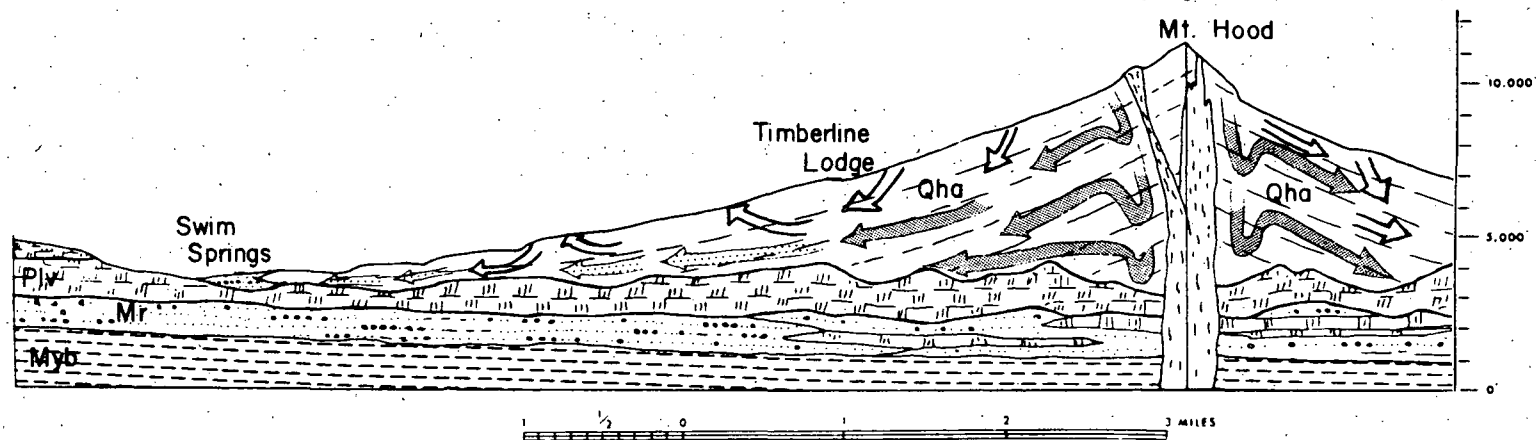 Mt. Hood
10.000'
Timberline
Lodge
Qha
Qha
Swim
Springs
5.000'
Plv
Mr
Myb
0'
1 1/2 0 1 2 3 MILES